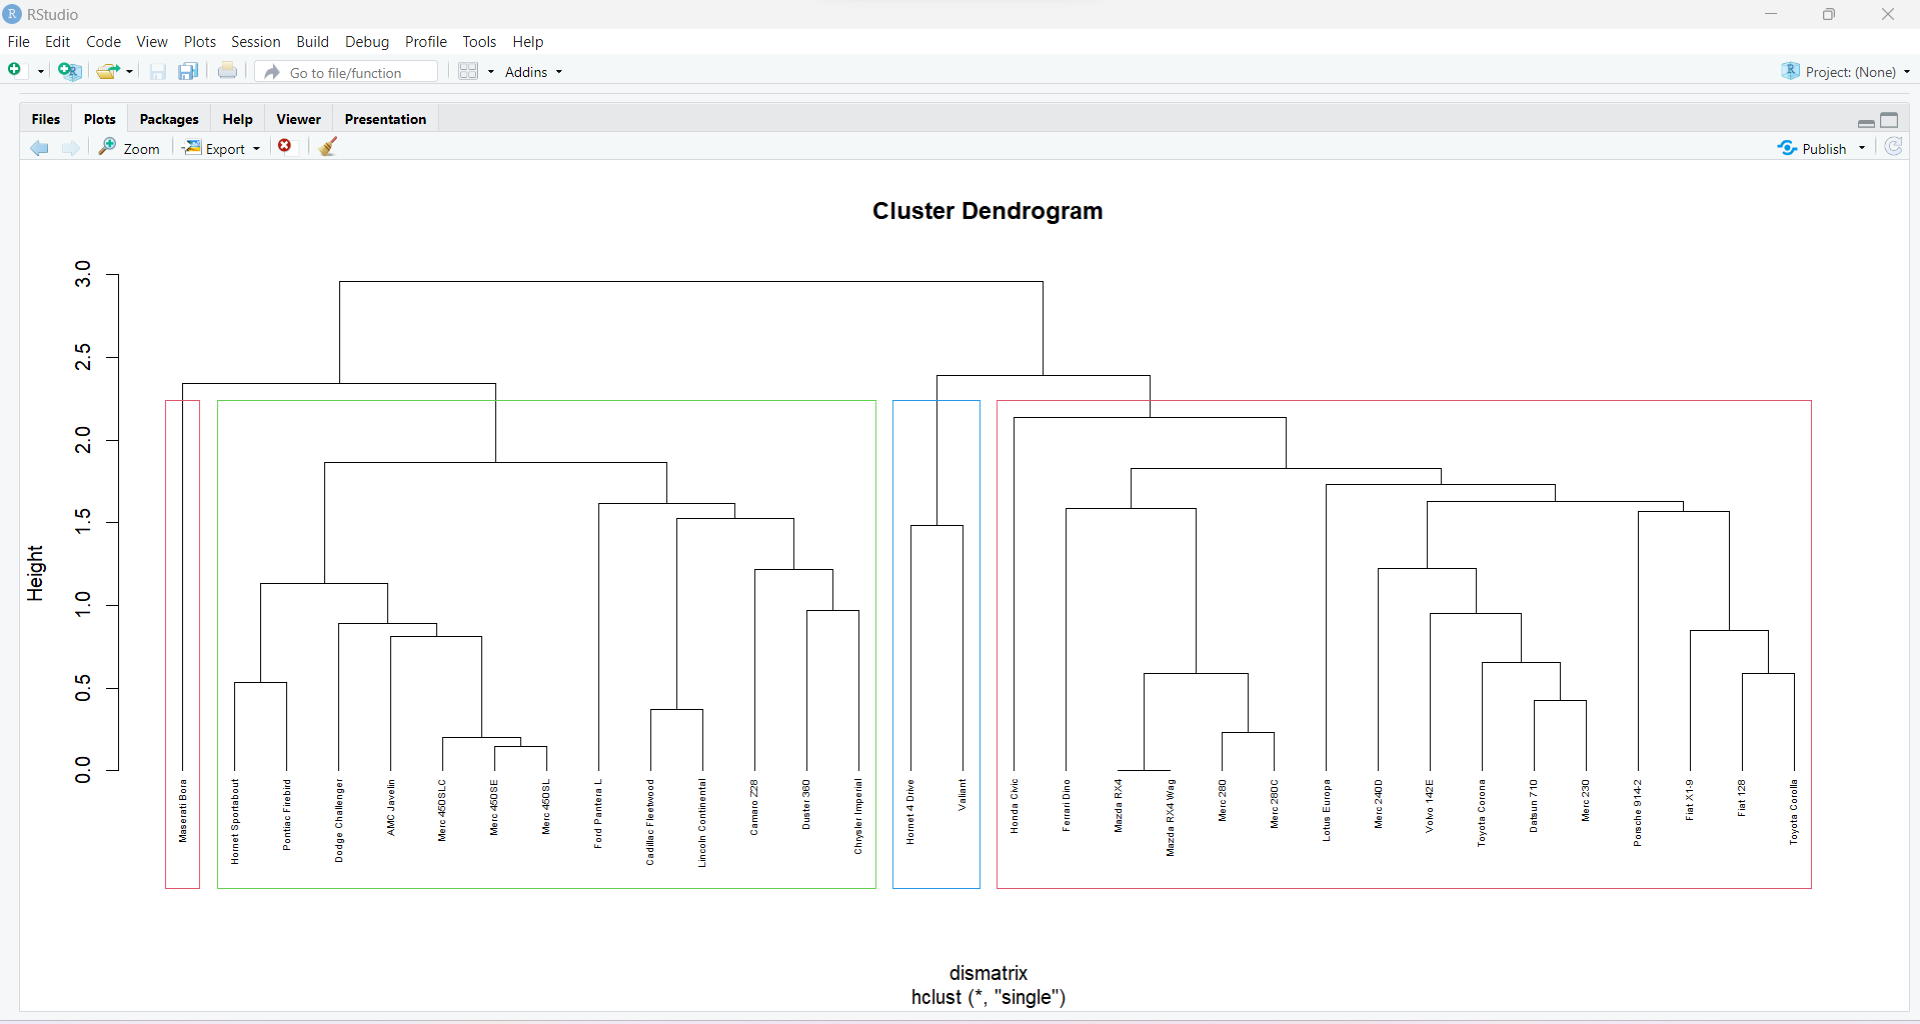 RStudio
File Edit Code View Plots Session Build Debug Profile Tools Help
Go to file/function Addins Project: (None)
Files Plots Packages Help Viewer Presentation
Zoom Export Publish
Cluster Dendrogram
Height
3.0
2.5
2.0
1.5
1.0
0.5
0.0
Maserati Bora
Hornet Sportabout
Pontiac Firebird
Dodge Challenger
AMC Javelin
Merc 450SLC
Merc 450SE
Merc 450SL
Ford Pantera L
Cadillac Fleetwood
Lincoln Continental
Camaro Z28
Duster 360
Chrysler Imperial
Hornet 4 Drive
Valiant
Honda Civic
Ferrari Dino
Mazda RX4
Mazda RX4 Wag
Merc 280
Merc 280C
Lotus Europa
Merc 240D
Volvo 142E
Toyota Corona
Datsun 710
Merc 230
Porsche 914-2
Fiat X1-9
Fiat 128
Toyota Corolla
dismatrix
hclust (*, "single")